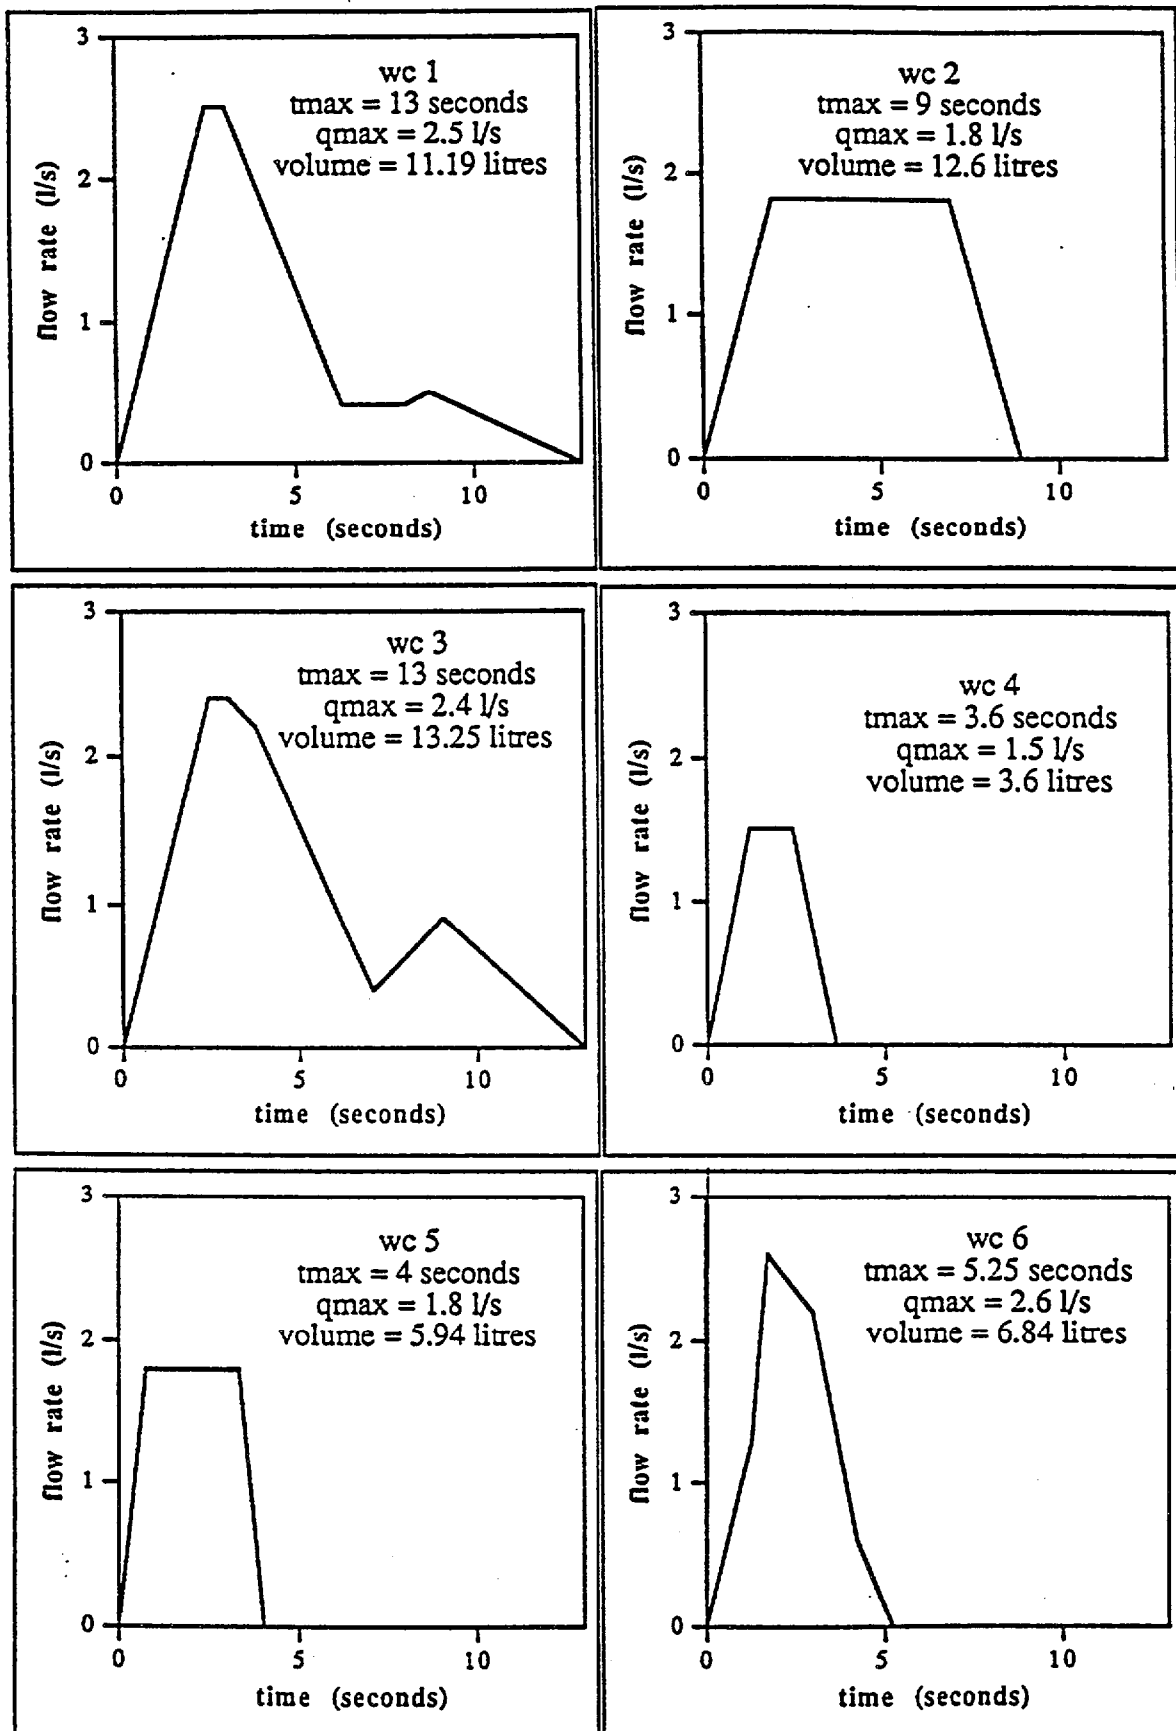 3
wc 1
tmax = 13 seconds
qmax = 2.5 l/s
volume = 11.19 litres
flow rate (l/s)
2
1
0
0 5 10
time (seconds)
3
wc 2
tmax = 9 seconds
qmax = 1.8 l/s
volume = 12.6 litres
flow rate (l/s)
2
1
0
0 5 10
time (seconds)
3
wc 3
tmax = 13 seconds
qmax = 2.4 l/s
volume = 13.25 litres
flow rate (l/s)
2
1
0
0 5 10
time (seconds)
3
wc 4
tmax = 3.6 seconds
qmax = 1.5 l/s
volume = 3.6 litres
flow rate (l/s)
2
1
0
0 5 10
time (seconds)
3
wc 5
tmax = 4 seconds
qmax = 1.8 l/s
volume = 5.94 litres
flow rate (l/s)
2
1
0
0 5 10
time (seconds)
3
wc 6
tmax = 5.25 seconds
qmax = 2.6 l/s
volume = 6.84 litres
flow rate (l/s)
2
1
0
0 5 10
time (seconds)